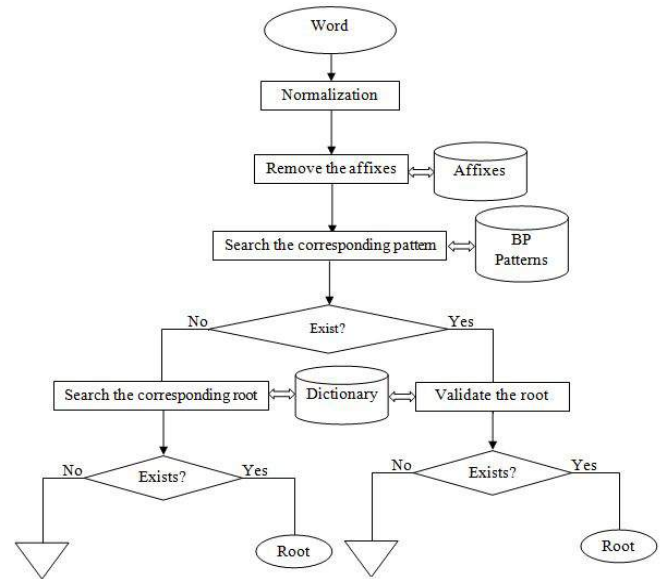 Word
Normalization
Remove the affixes
Affixes
Search the corresponding pattern
BP
Patterns
No
Exist?
Yes
Search the corresponding root
Dictionary
Validate the root
No
Exists?
Yes
No
Exists?
Yes
Root
Root